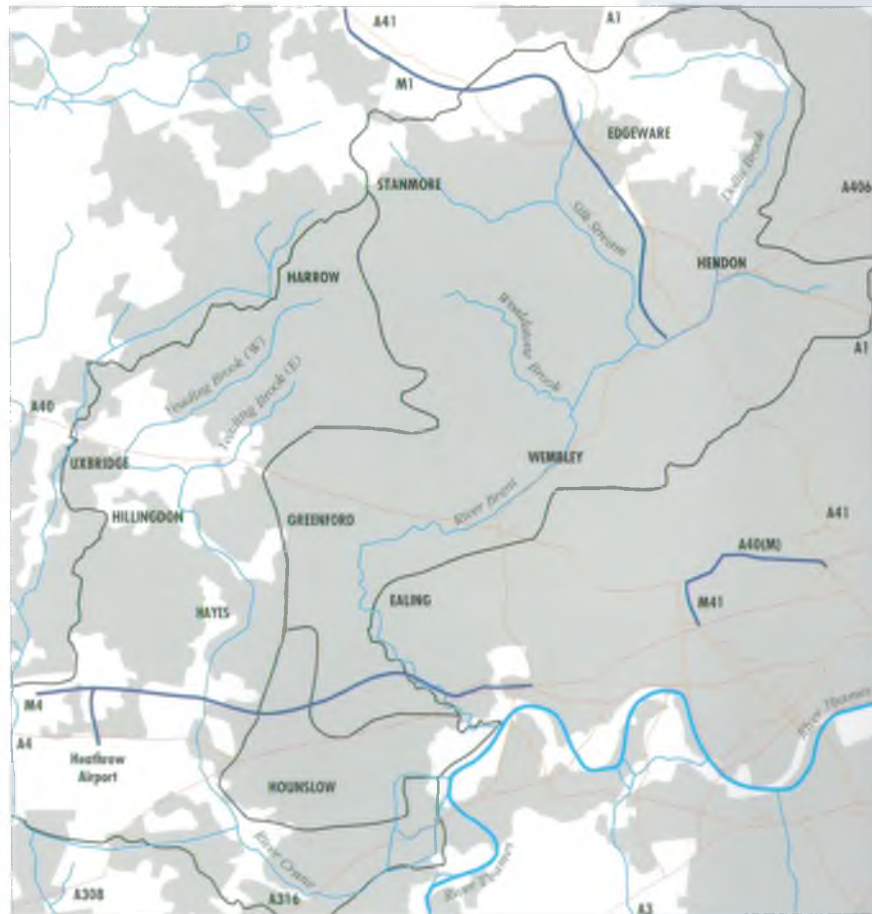 A41
A1
M1
EDGEWARE
Dollis Brook
STANMORE
A406
Silk Stream
HENDON
HARROW
Wealdstone Brook
A1
Yeading Brook (W)
Yeading Brook (E)
A40
UXBRIDGE
WEMBLEY
River Brent
HILLINGDON
GREENFORD
A41
A40(M)
HAYES
EALING
M41
M4
River Thames
A4
Heathrow
Airport
HOUNSLOW
River Crane
River Thames
A308
A316
A3